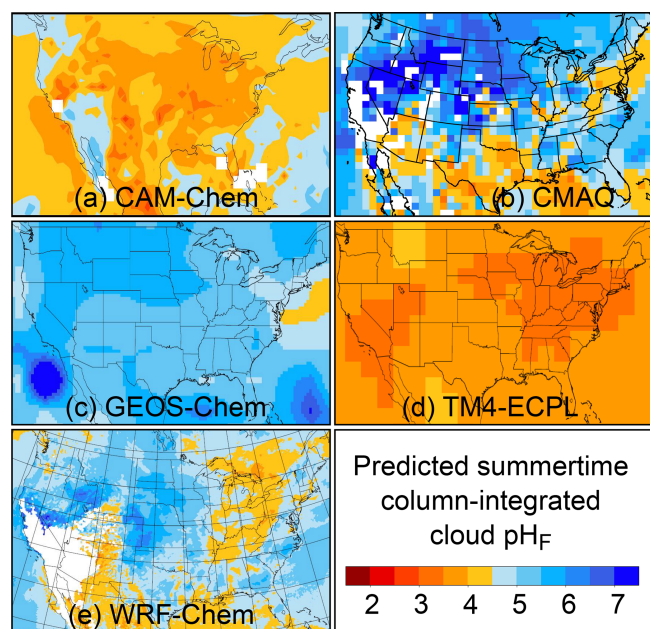 (a) CAM-Chem
(b) CMAQ
(c) GEOS-Chem
(d) TM4-ECPL
(e) WRF-Chem
Predicted summertime
column-integrated
cloud pHF
2 3 4 5 6 7